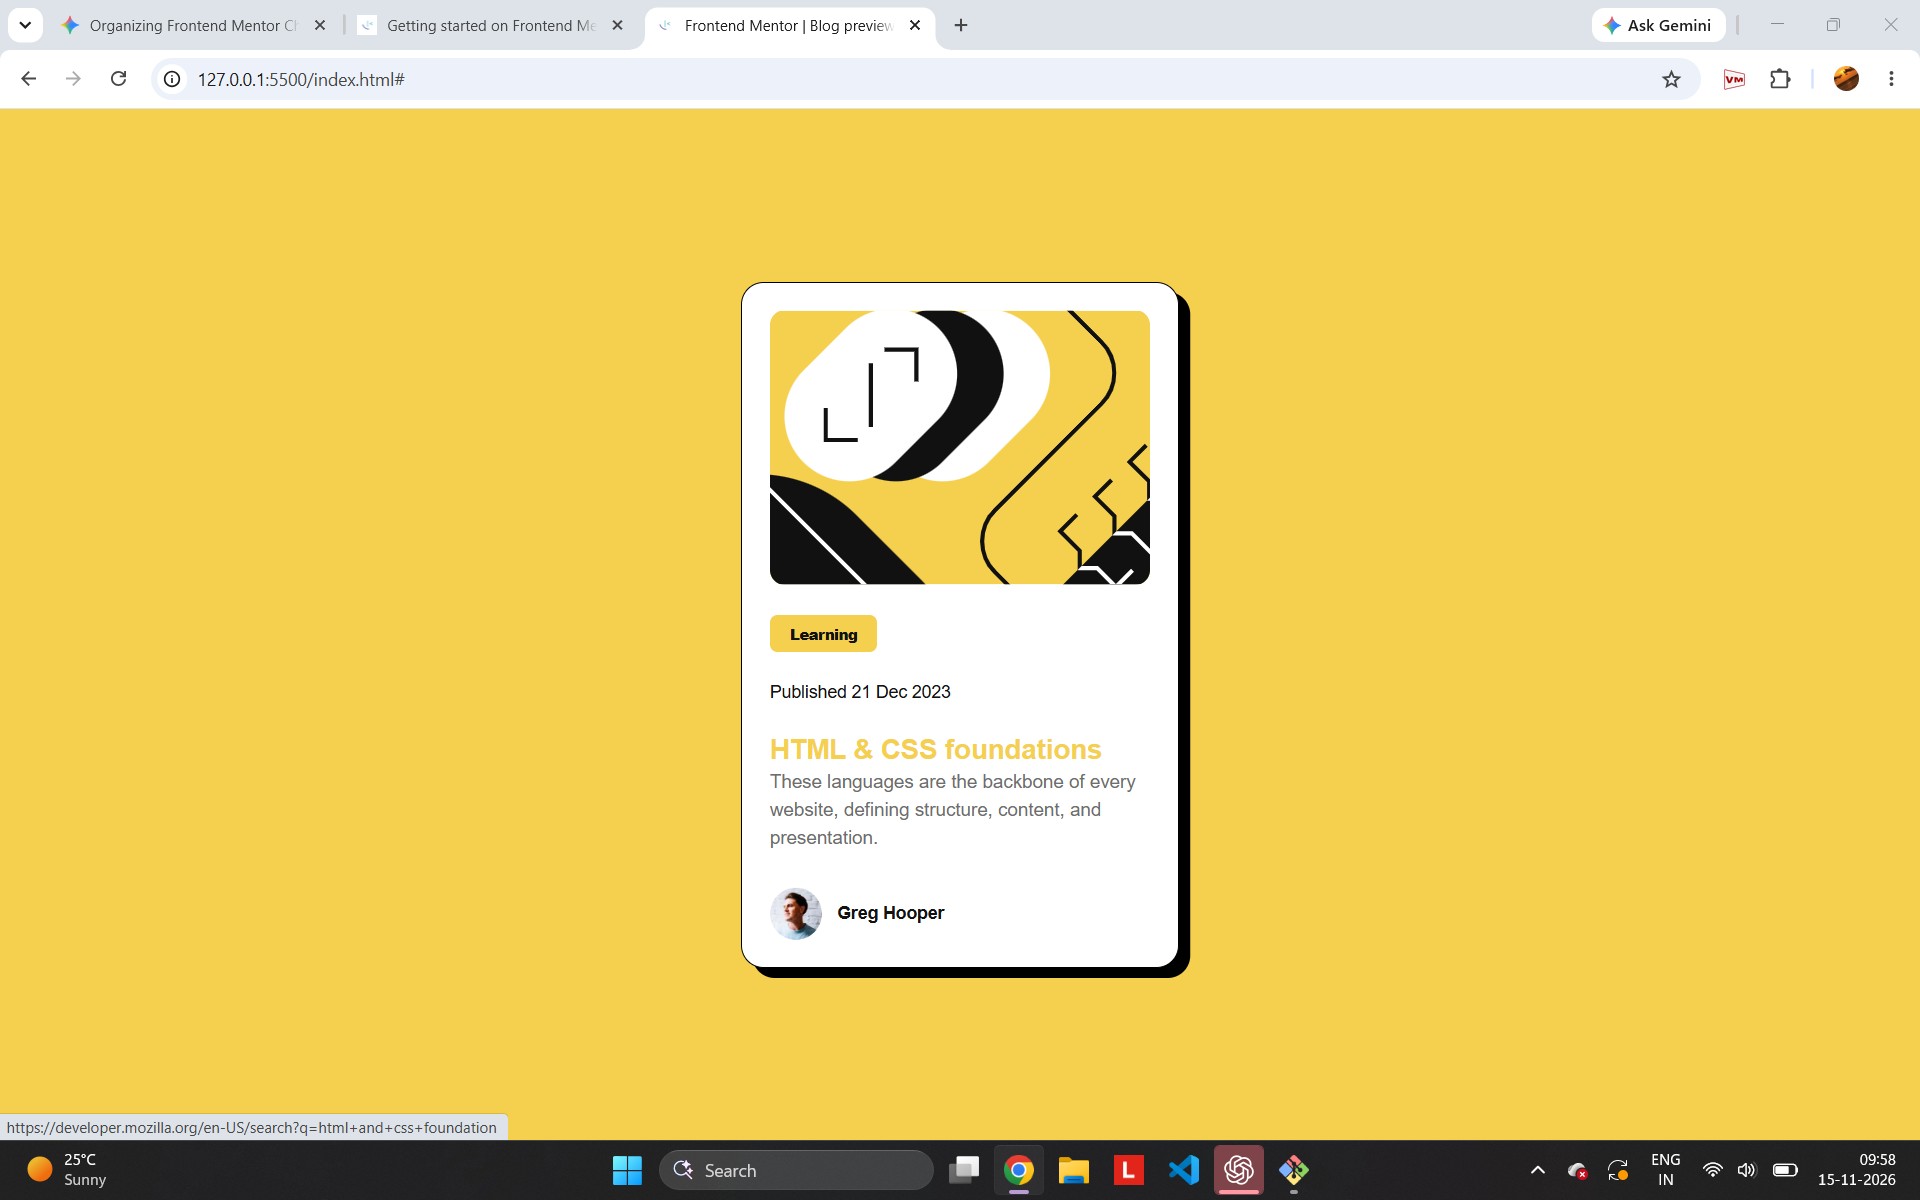 Organizing Frontend Mentor Ch
Getting started on Frontend Me
Frontend Mentor | Blog preview
Ask Gemini
127.0.0.1:5500/index.html#
VM
Learning
Published 21 Dec 2023
HTML & CSS foundations
These languages are the backbone of every
website, defining structure, content, and
presentation.
Greg Hooper
https://developer.mozilla.org/en-US/search?q=html+and+css+foundation
25°C
Sunny
Search
L
ENG
IN
09:58
15-11-2026